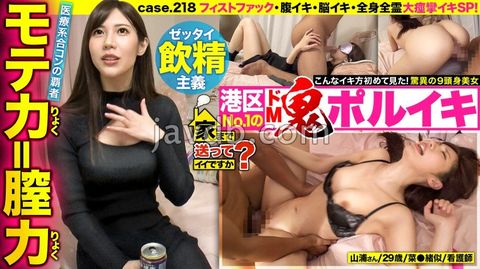 case.218 フィストファック・腹イキ・脳イキ・全身全霊大痙攣イキSP!
医療系合コンの覇者
モテ力=膣力
りょく
りょく
ゼッタイ
飲精
主義
こんなイキ方初めて見た!驚異の9頭身美女
港区
No.1の
ドM
鬼
ポルイキ
家まで
送って
イイですか
?
山浦さん/29歳/菜●緒似/看護師